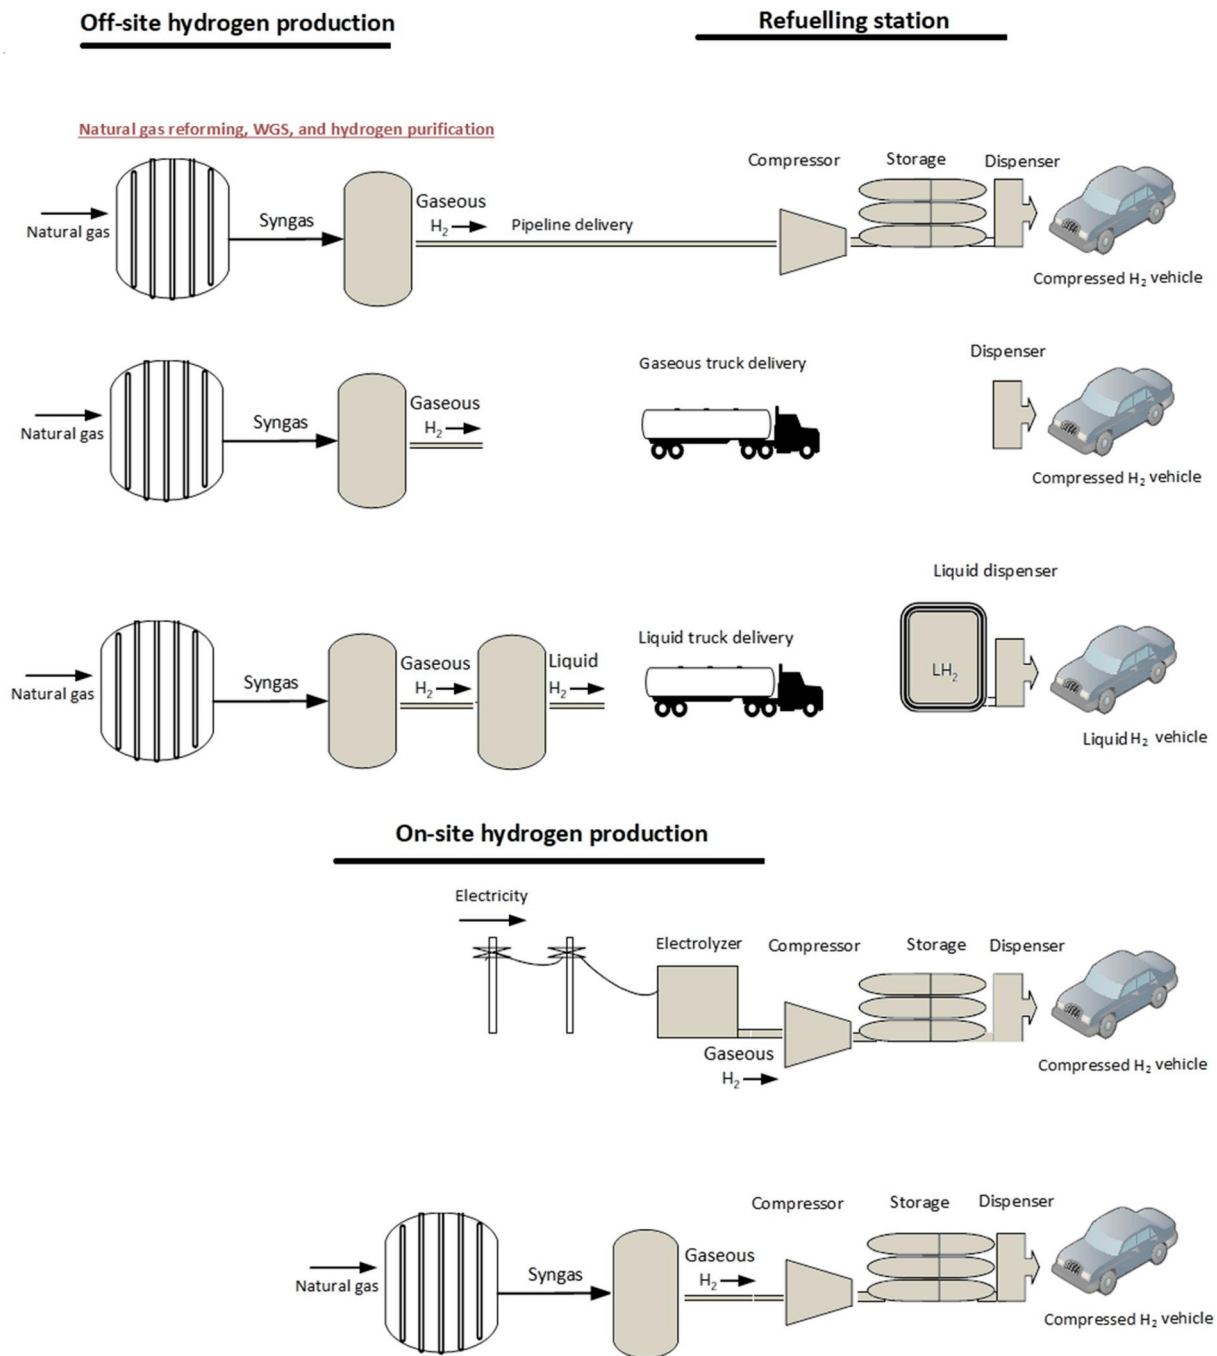 Off-site hydrogen production
Refuelling station
Natural gas reforming, WGS, and hydrogen purification
Compressor
Storage
Dispenser
Natural gas
Syngas
Gaseous
H₂
Pipeline delivery
Compressed H₂ vehicle
Gaseous truck delivery
Dispenser
Natural gas
Syngas
Gaseous
H₂
Compressed H₂ vehicle
Liquid dispenser
Liquid truck delivery
Natural gas
Syngas
Gaseous
H₂
Liquid
H₂
LH₂
Liquid H₂ vehicle
On-site hydrogen production
Electricity
Electrolyzer
Compressor
Storage
Dispenser
Gaseous
H₂
Compressed H₂ vehicle
Compressor
Storage
Dispenser
Natural gas
Syngas
Gaseous
H₂
Compressed H₂ vehicle